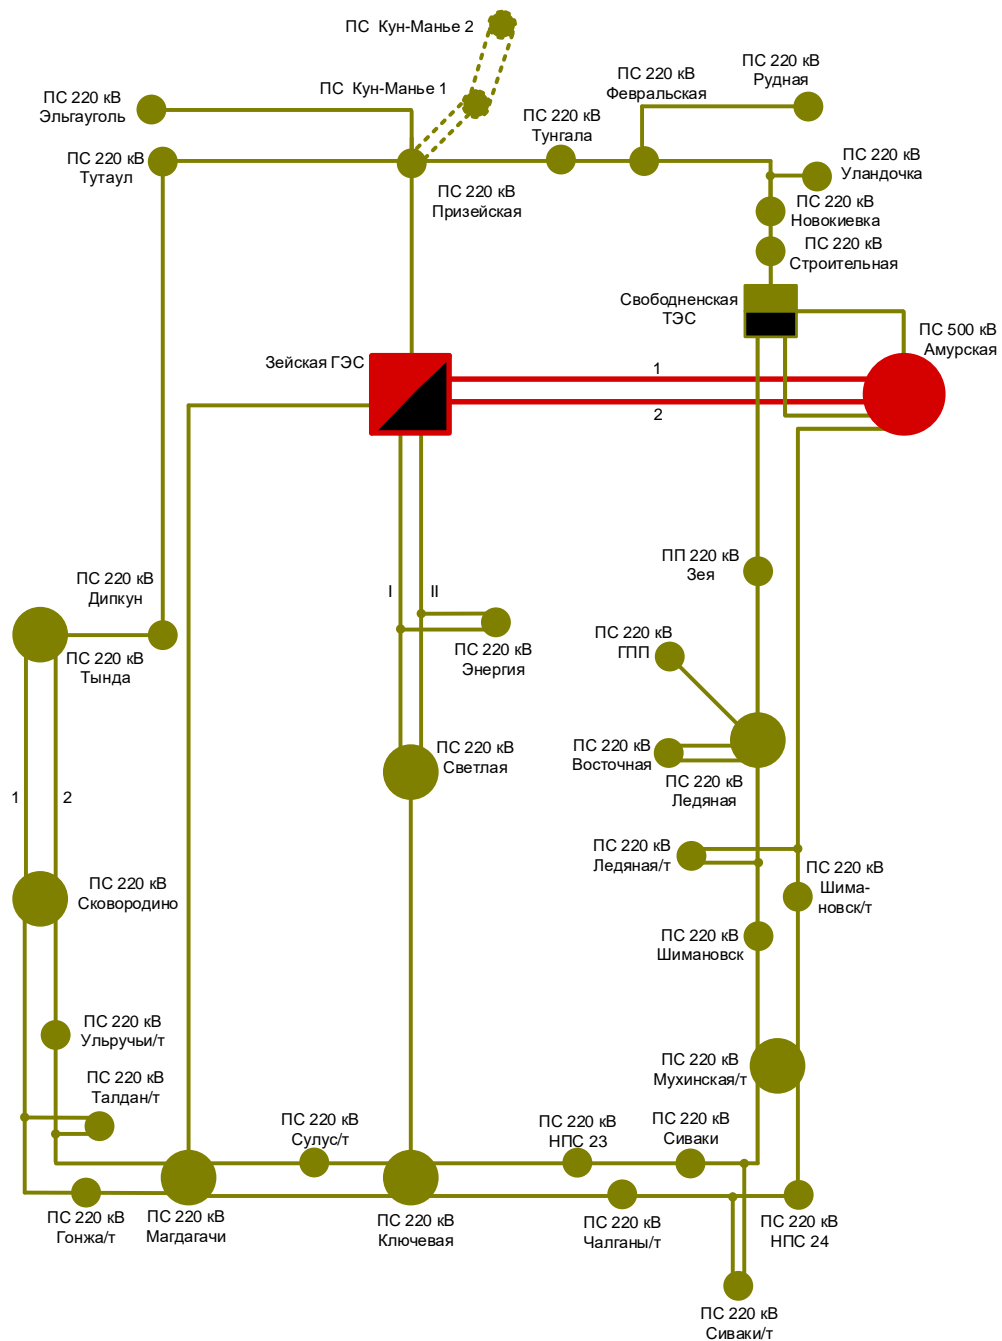 ПС Кун-Манье 2
ПС Кун-Манье 1
ПС 220 кВ
Эльгауголь
ПС 220 кВ
Тутаул
ПС 220 кВ
Призейская
ПС 220 кВ
Тунгала
ПС 220 кВ
Февральская
ПС 220 кВ
Рудная
ПС 220 кВ
Уландочка
ПС 220 кВ
Новокиевка
ПС 220 кВ
Строительная
Свободненская
ТЭС
ПС 500 кВ
Амурская
Зейская ГЭС
1
2
ПС 220 кВ
Дипкун
ПС 220 кВ
Тында
I
II
ПС 220 кВ
Энергия
ПП 220 кВ
Зея
ПС 220 кВ
ГПП
ПС 220 кВ
Восточная
ПС 220 кВ
Ледяная
ПС 220 кВ
Светлая
1
2
ПС 220 кВ
Ледяная/т
ПС 220 кВ
Шима-
новск/т
ПС 220 кВ
Сковородино
ПС 220 кВ
Шимановск
ПС 220 кВ
Ульручьи/т
ПС 220 кВ
Талдан/т
ПС 220 кВ
Мухинская/т
ПС 220 кВ
Сулус/т
ПС 220 кВ
НПС 23
ПС 220 кВ
Сиваки
ПС 220 кВ
Гонжа/т
ПС 220 кВ
Магдагачи
ПС 220 кВ
Ключевая
ПС 220 кВ
Чалганы/т
ПС 220 кВ
НПС 24
ПС 220 кВ
Сиваки/т